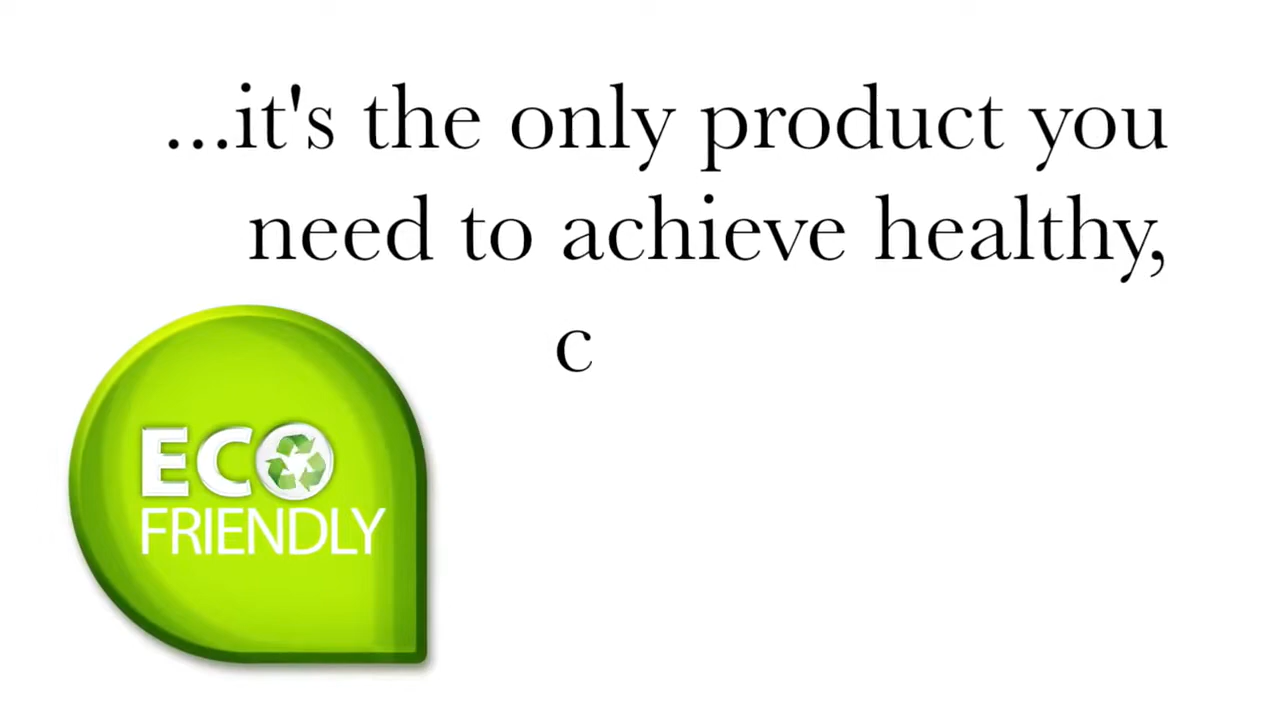 ...it's the only product you
need to achieve healthy,
c
ECO
FRIENDLY